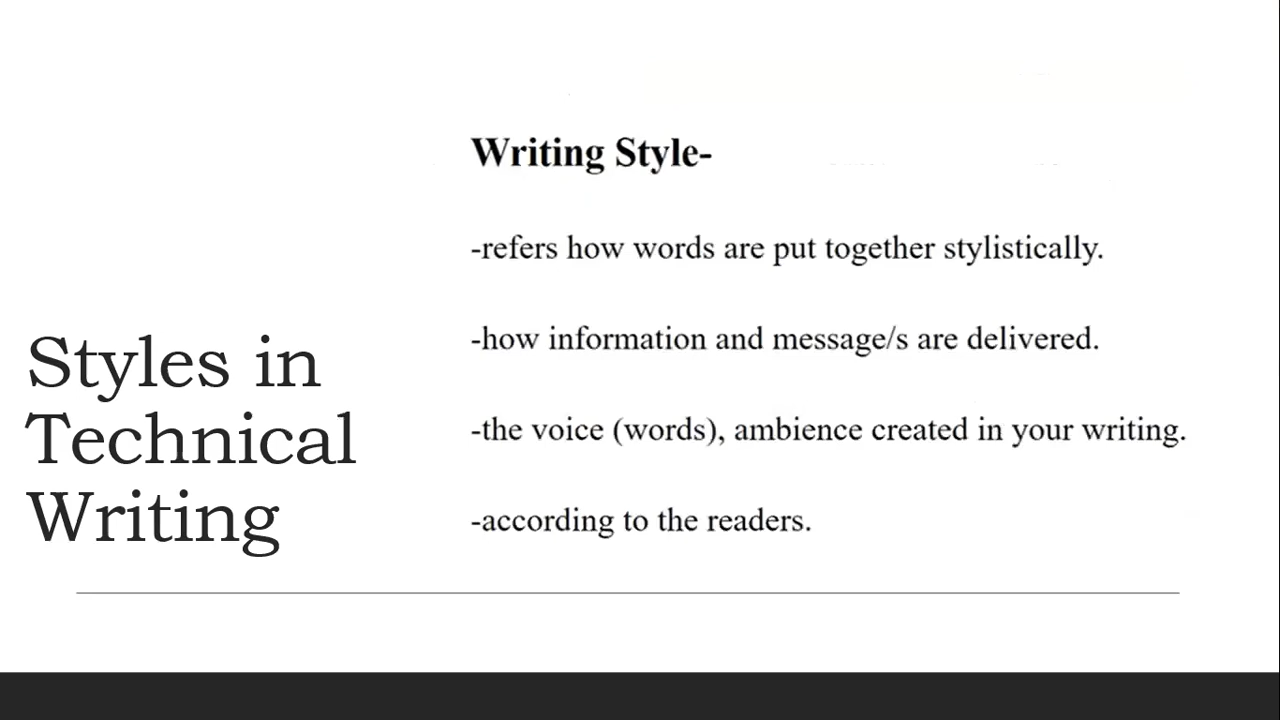 Styles in
Technical
Writing
Writing Style-
-refers how words are put together stylistically.
-how information and message/s are delivered.
-the voice (words), ambience created in your writing.
-according to the readers.